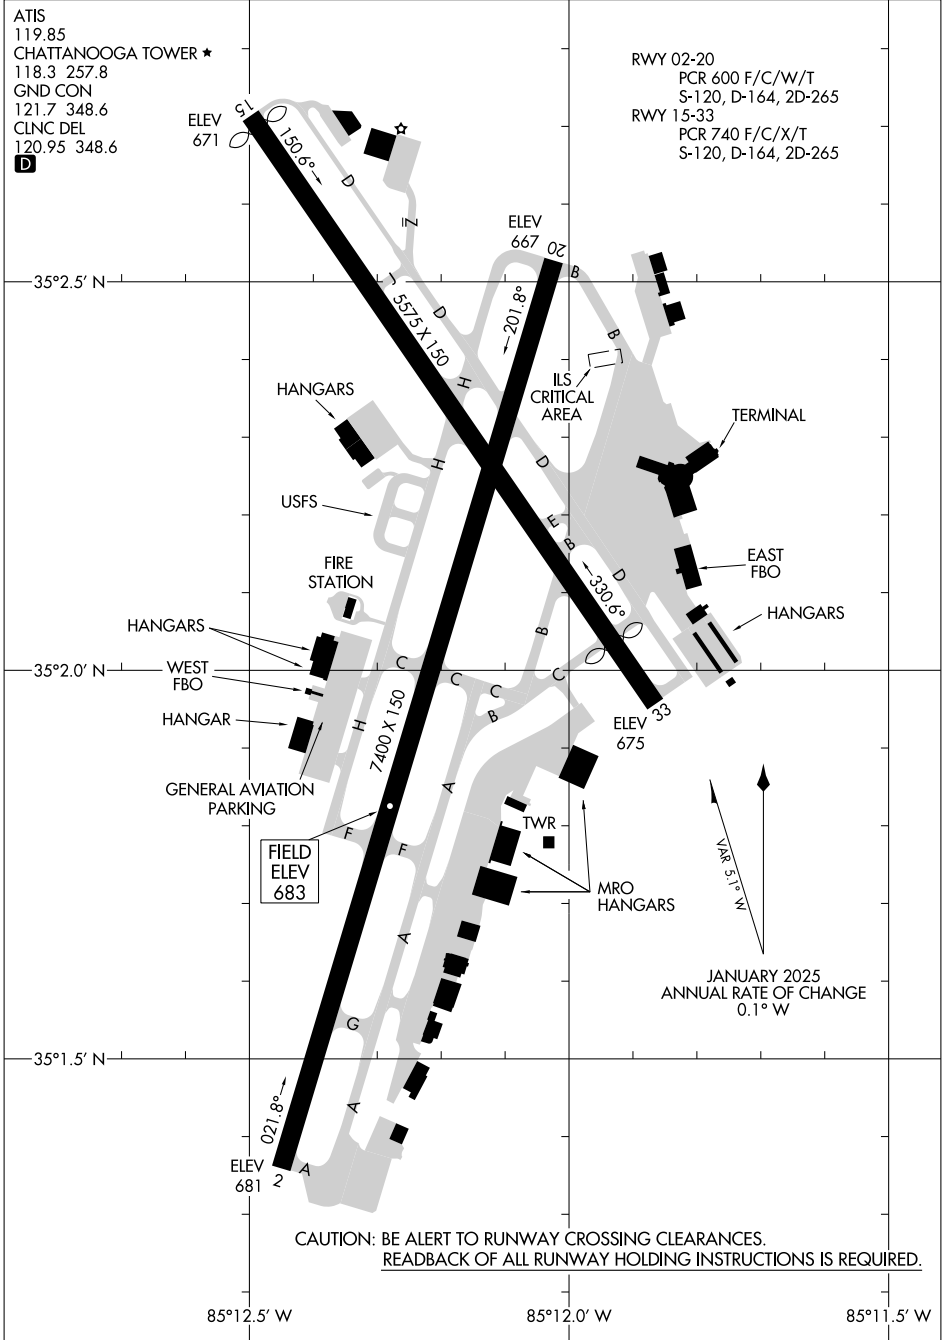 ATIS
119.85
CHATTANOOGA TOWER ★
118.3 257.8
GND CON
121.7 348.6
CLNC DEL
120.95 348.6
D
RWY 02-20
PCR 600 F/C/W/T
S-120, D-164, 2D-265
RWY 15-33
PCR 740 F/C/X/T
S-120, D-164, 2D-265
15
ELEV
671
150.6°
D
Z
ELEV
667
20
B
35°2.5' N
J
5575 X 150
D
201.8°
B
H
ILS
CRITICAL
AREA
HANGARS
TERMINAL
H
D
USFS
E
B
EAST
FBO
FIRE
STATION
D
330.6°
HANGARS
HANGARS
B
35°2.0' N
C
C
C
C
WEST
FBO
HANGAR
H
B
33
ELEV
675
7400 X 150
GENERAL AVIATION
PARKING
A
F
F
TWR
FIELD
ELEV
683
MRO
HANGARS
VAR 5.1° W
A
JANUARY 2025
ANNUAL RATE OF CHANGE
0.1° W
G
35°1.5' N
021.8°
A
ELEV
681
2
A
CAUTION: BE ALERT TO RUNWAY CROSSING CLEARANCES.
READBACK OF ALL RUNWAY HOLDING INSTRUCTIONS IS REQUIRED.
85°12.5' W
85°12.0' W
85°11.5' W